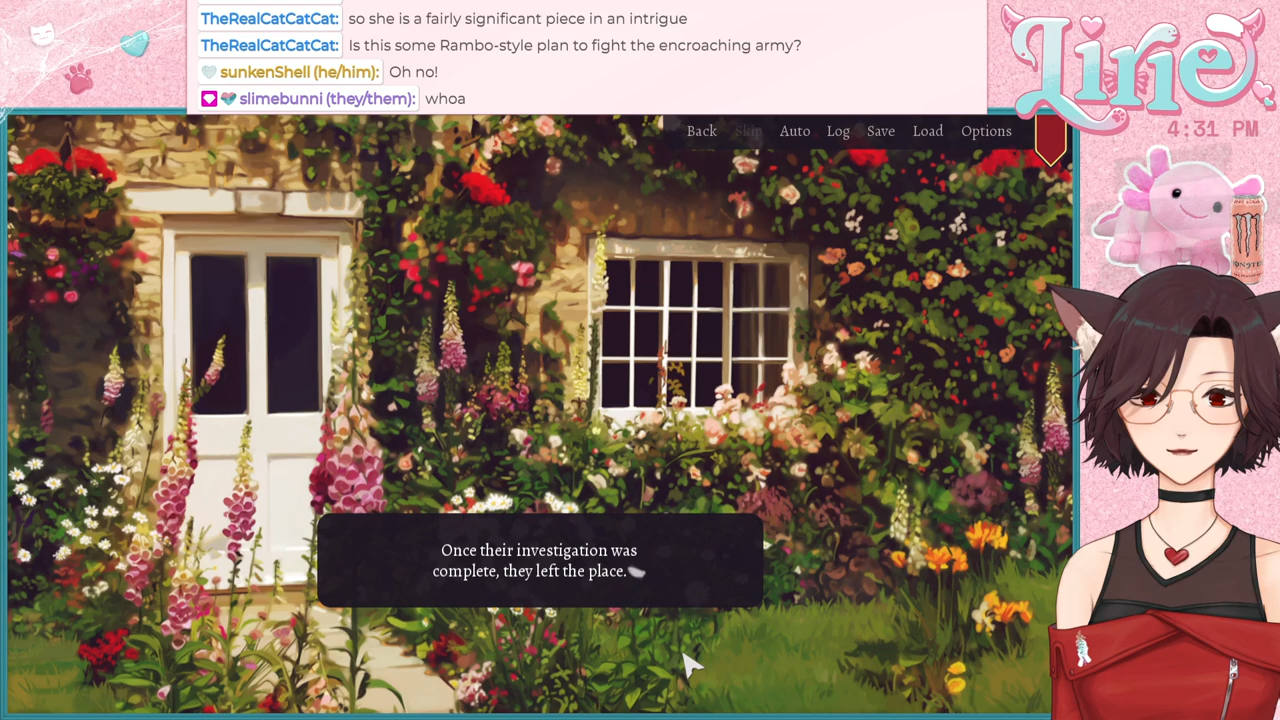 TheRealCatCatCat: so she is a fairly significant piece in an intrigue
TheRealCatCatCat: Is this some Rambo-style plan to fight the encroaching army?
sunkenShell (he/him): Oh no!
slimebunni (they/them): whoa
Lirie
4:31 PM
Back Skip Auto Log Save Load Options
MONSTER
Once their investigation was
complete, they left the place.